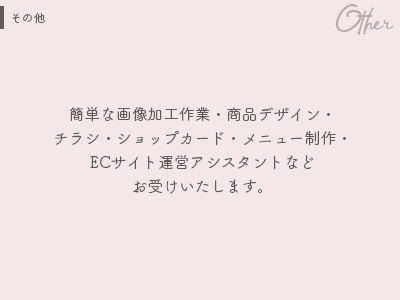 その他
Other
簡単な画像加工作業・商品デザイン・
チラシ・ショップカード・メニュー制作・
ECサイト運営アシスタントなど
お受けいたします。